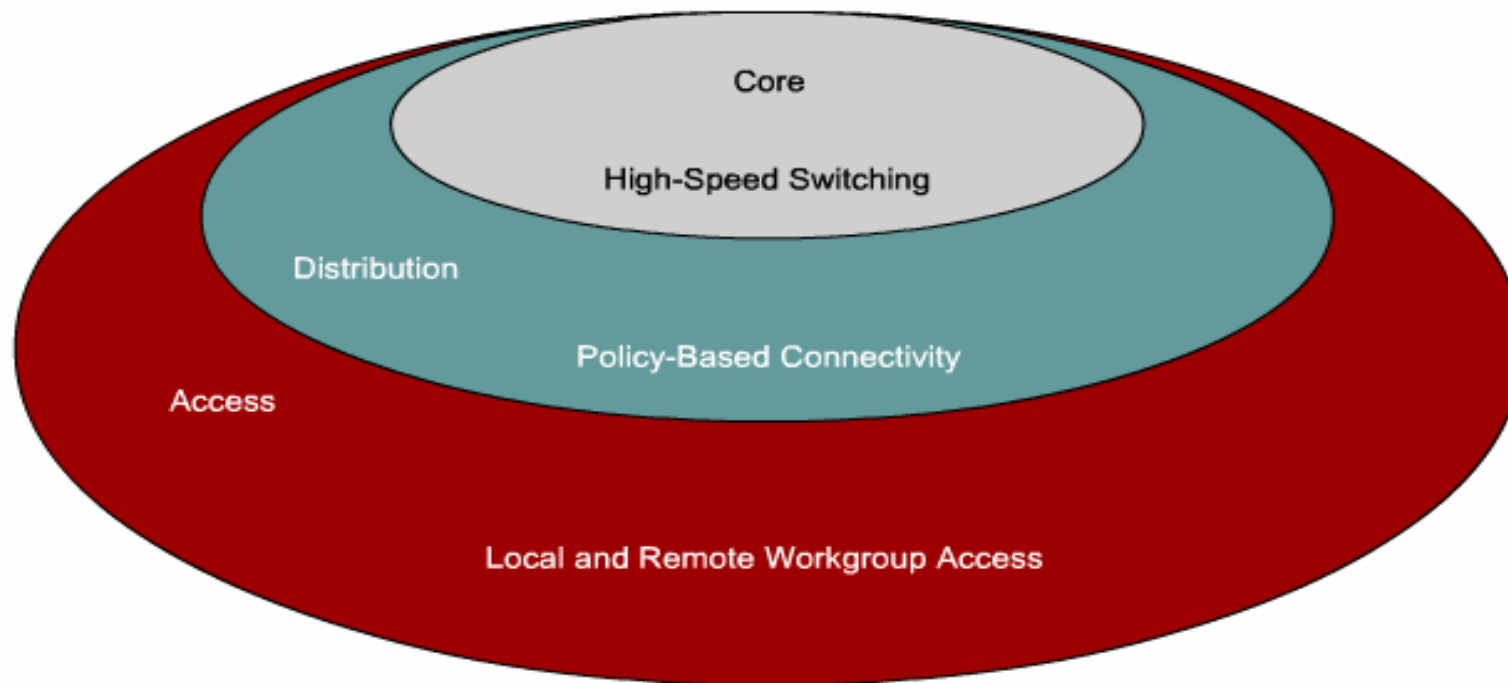 Core
High-Speed Switching
Distribution
Policy-Based Connectivity
Access
Local and Remote Workgroup Access